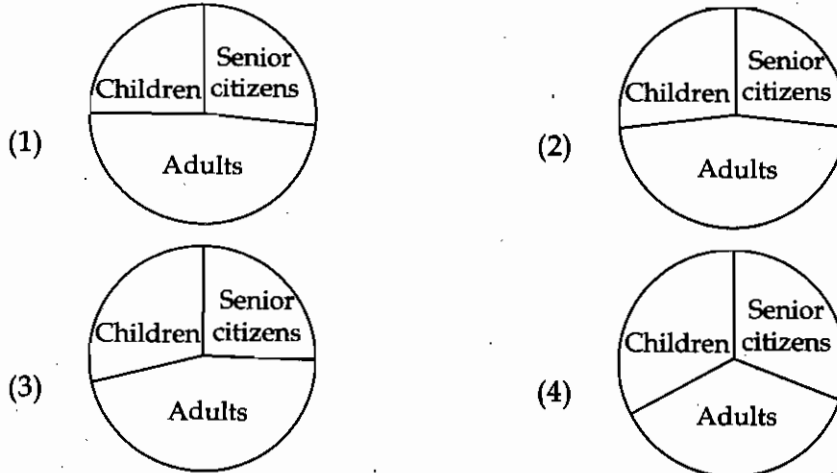 Senior
Children citizens
(1)
Adults
Senior
Children citizens
(2)
Adults
Senior
Children citizens
(3)
Adults
Senior
Children citizens
(4)
Adults